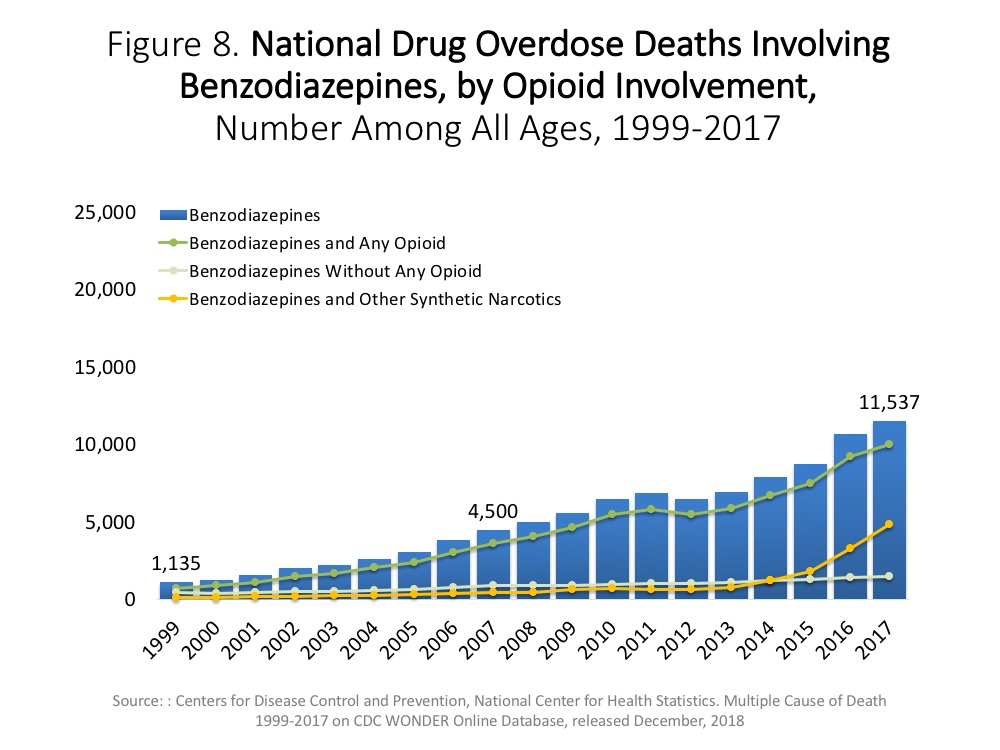 Figure 8. National Drug Overdose Deaths Involving
Benzodiazepines, by Opioid Involvement,
Number Among All Ages, 1999-2017
25,000
Benzodiazepines
Benzodiazepines and Any Opioid
Benzodiazepines Without Any Opioid
20,000
Benzodiazepines and Other Synthetic Narcotics
15,000
11,537
10,000
4,500
5,000
1,135
0
1999 2000 2001 2002 2003 2004 2005 2006 2007 2008 2009 2010 2011 2012 2013 2014 2015 2016 2017
Source: : Centers for Disease Control and Prevention, National Center for Health Statistics. Multiple Cause of Death
1999-2017 on CDC WONDER Online Database, released December, 2018